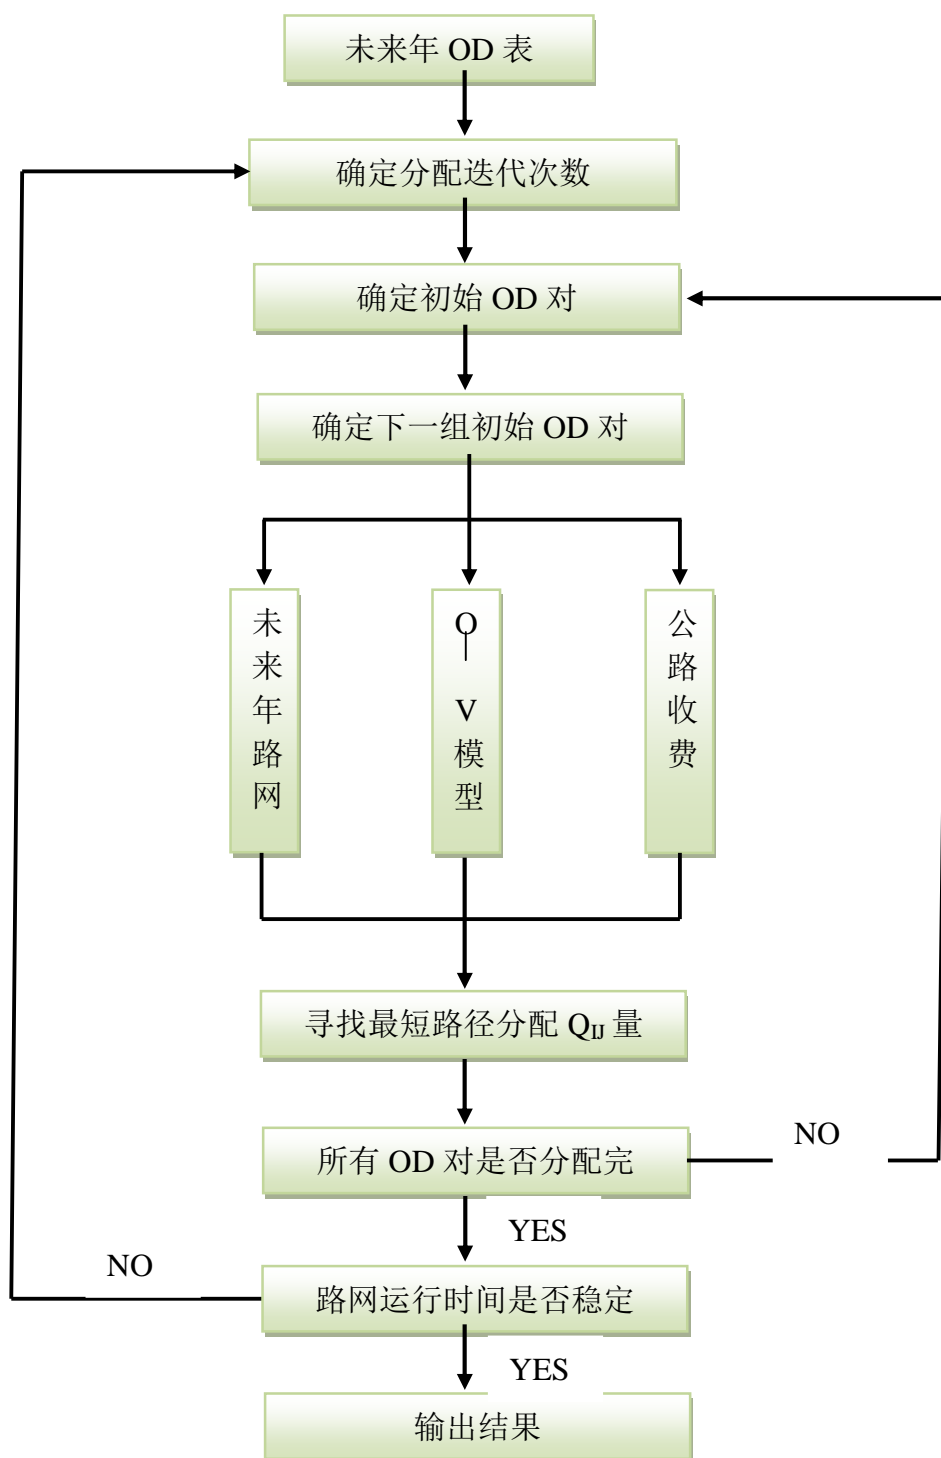 未来年 OD 表
确定分配迭代次数
确定初始 OD 对
确定下一组初始 OD 对
未来年路网
Q—V模型
公路收费
寻找最短路径分配 QIJ 量
所有 OD 对是否分配完
NO
YES
NO
路网运行时间是否稳定
YES
输出结果